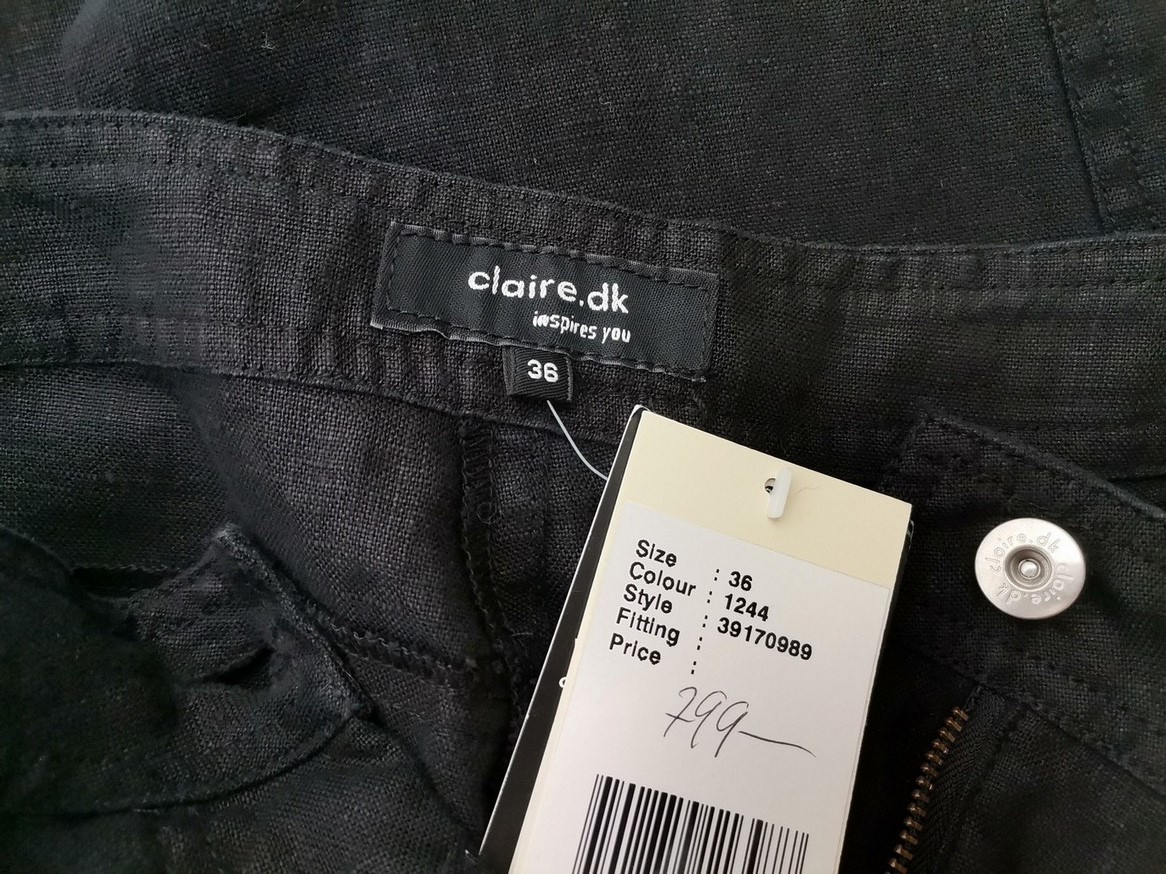 claire.dk
inspires you
36
Size : 36
Colour : 1244
Style : 39170989
Fitting :
Price :
799
claire.dk claire.dk